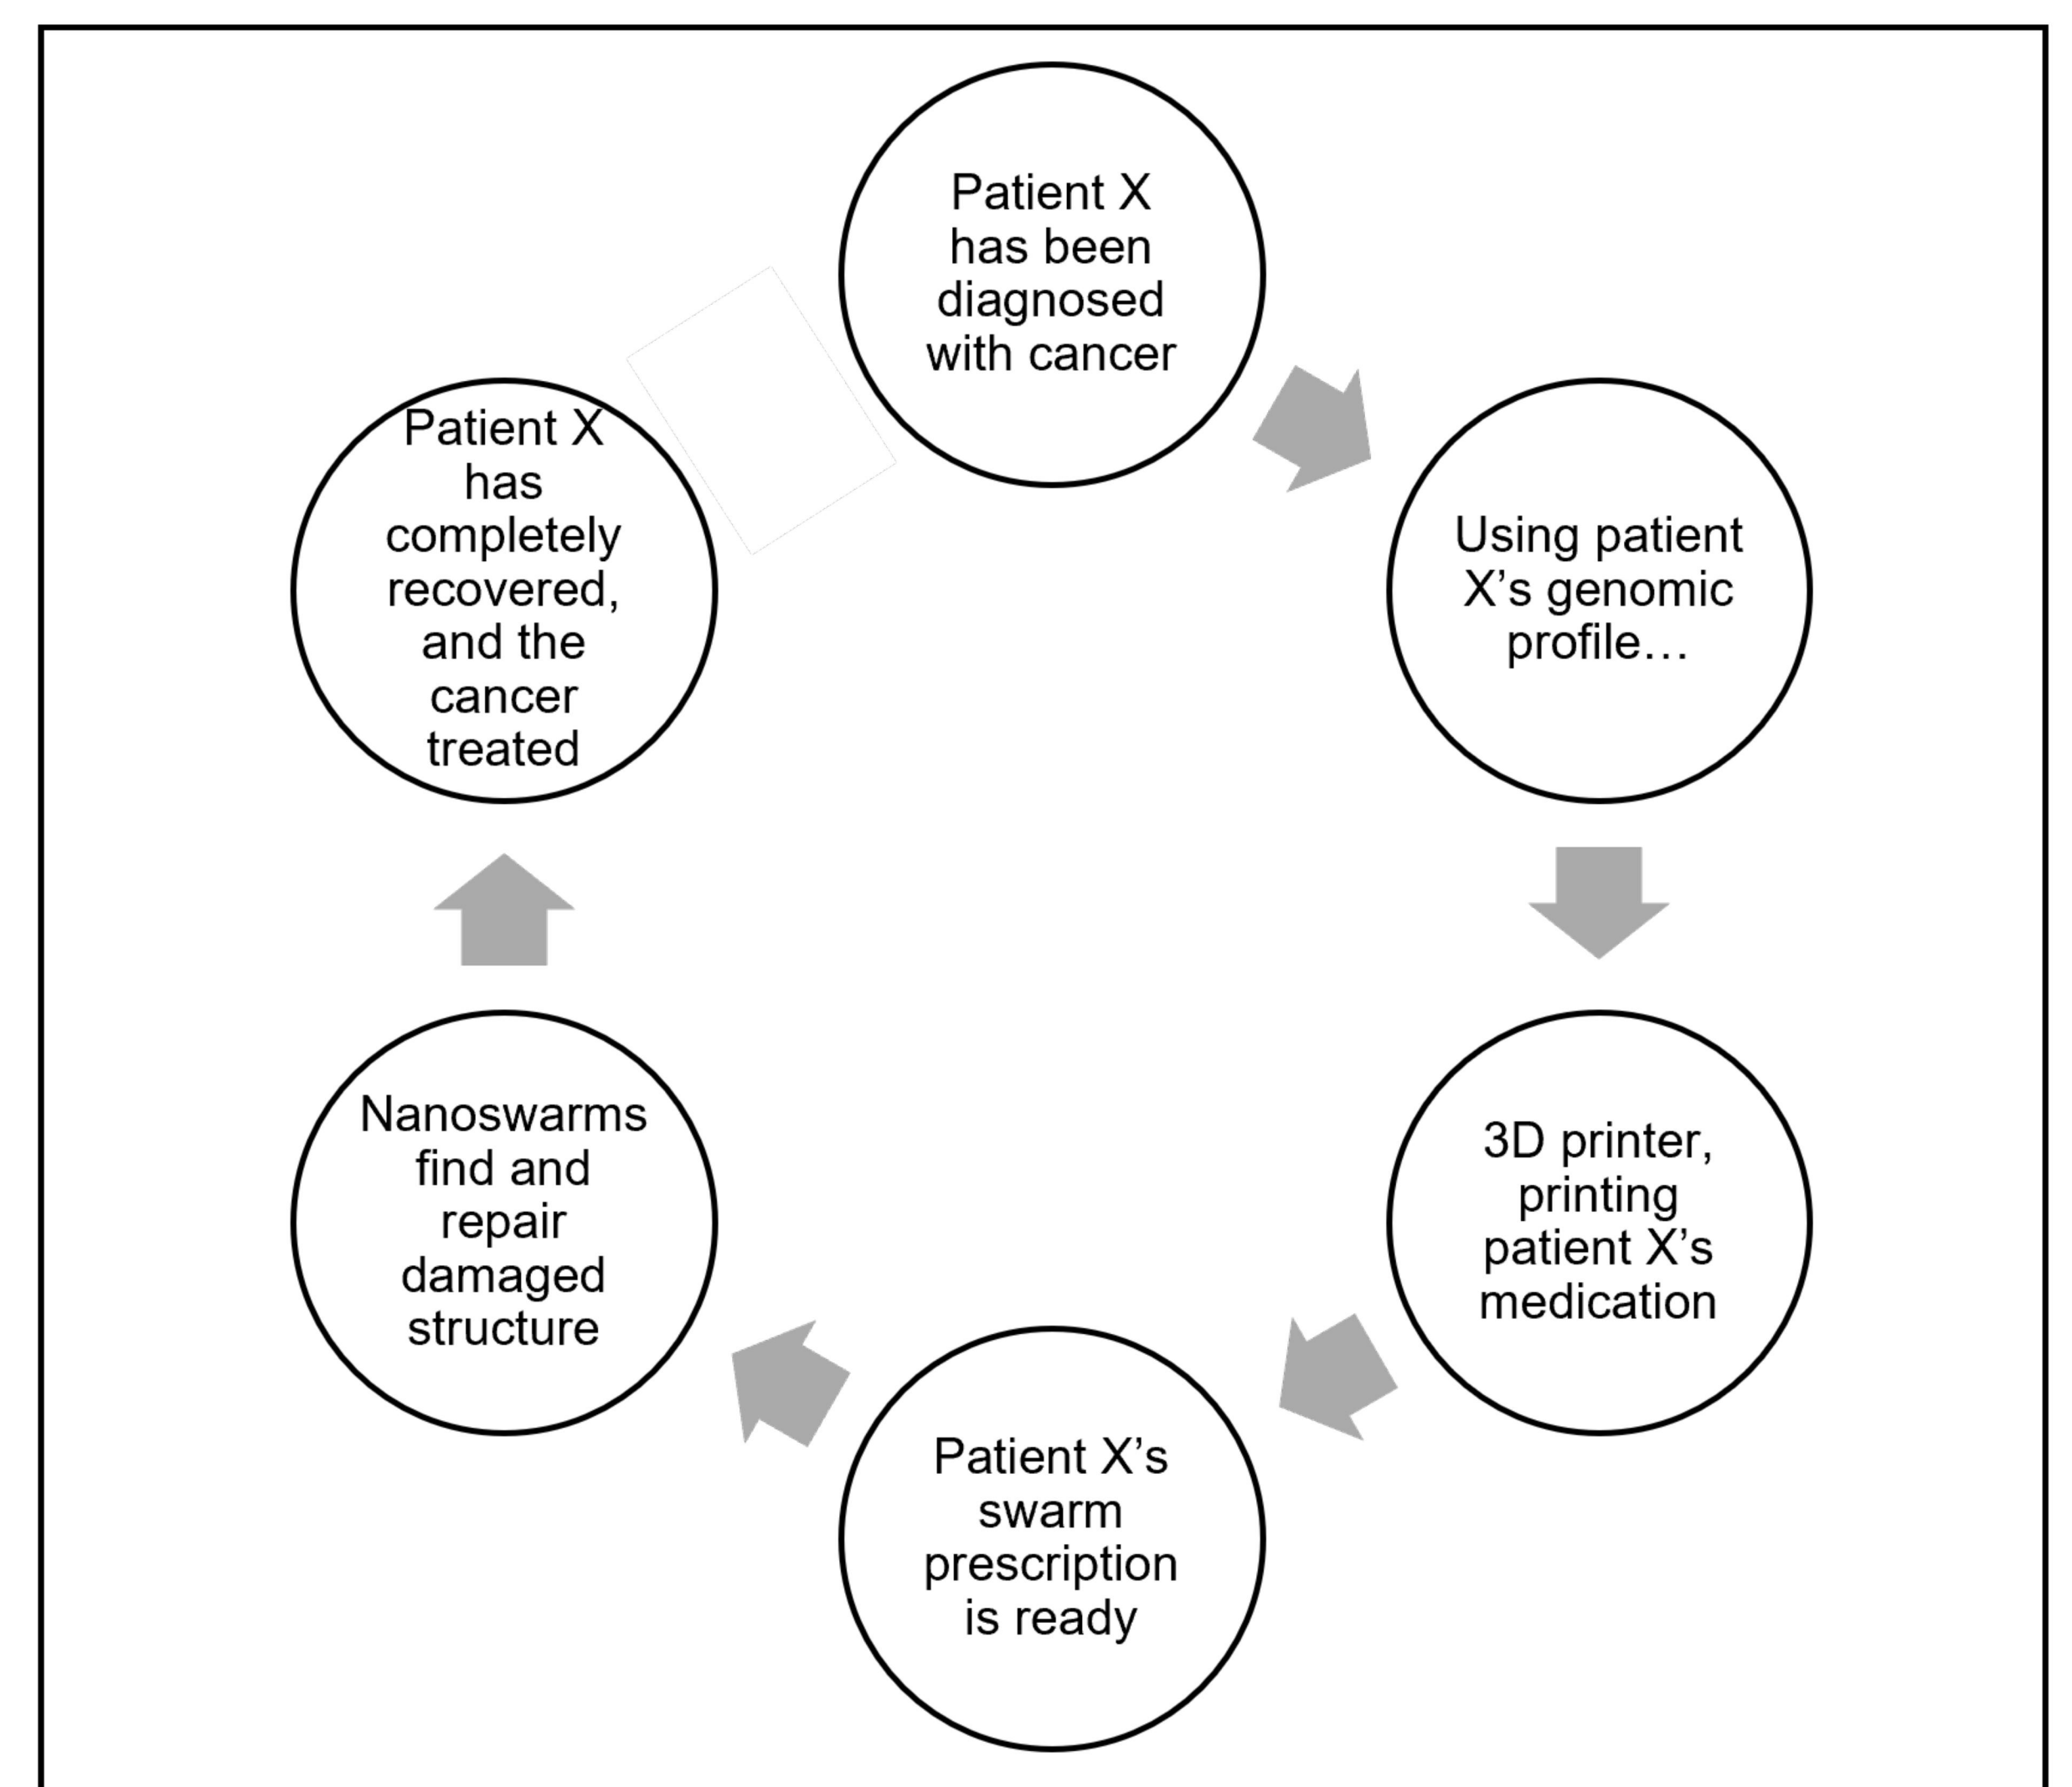 Patient X
has been
diagnosed
with cancer
Using patient
X’s genomic
profile…
3D printer,
printing
patient X’s
medication
Patient X’s
swarm
prescription
is ready
Nanoswarms
find and
repair
damaged
structure
Patient X
has
completely
recovered,
and the
cancer
treated